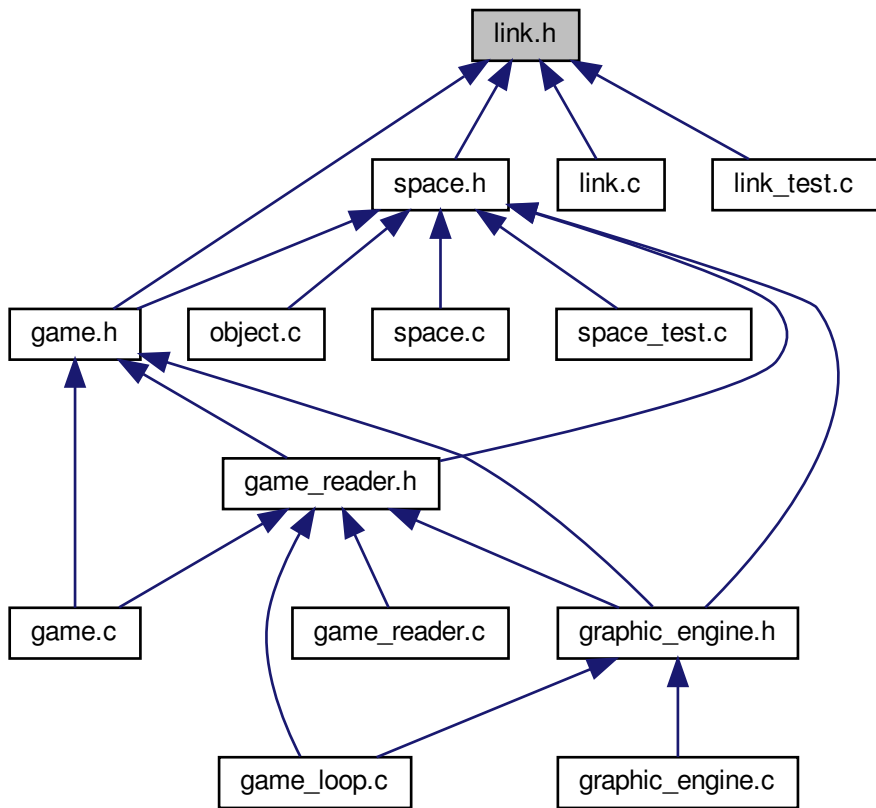 link.h
space.h
link.c
link_test.c
game.h
object.c
space.c
space_test.c
game_reader.h
game.c
game_reader.c
graphic_engine.h
game_loop.c
graphic_engine.c